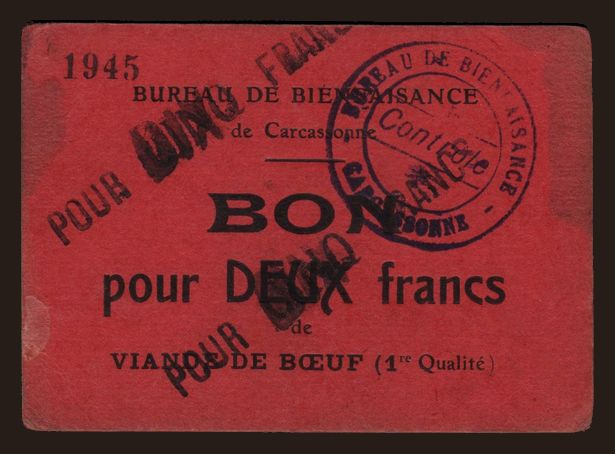 1945
BUREAU DE BIENFAISANCE
de Carcassonne
BON
pour DEUX francs
de
VIANDE DE BŒUF (1re Qualité)
POUR CINQ FRANCS
POUR CINQ FRANCS
BUREAU DE BIENFAISANCE - CARCASSONNE -
Contrôle